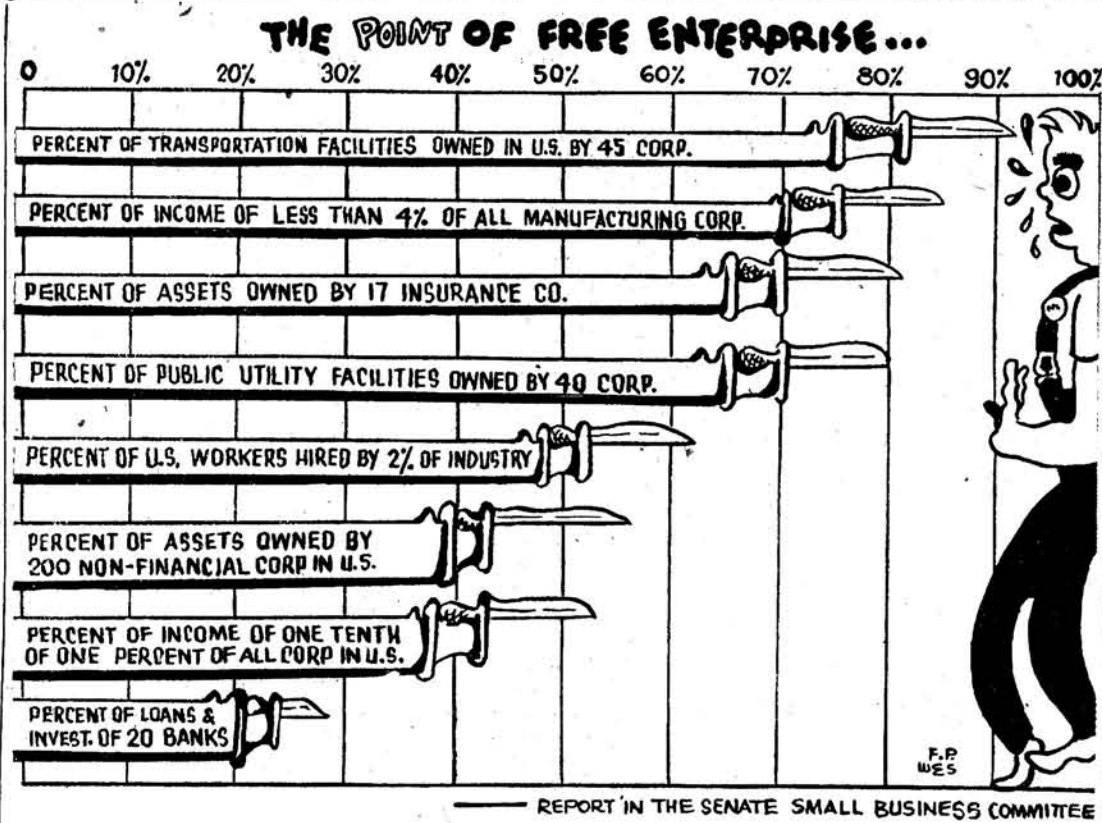 THE POINT OF FREE ENTERPRISE...
0 10% 20% 30% 40% 50% 60% 70% 80% 90% 100%
PERCENT OF TRANSPORTATION FACILITIES OWNED IN U.S. BY 45 CORP.
PERCENT OF INCOME OF LESS THAN 4% OF ALL MANUFACTURING CORP.
PERCENT OF ASSETS OWNED BY 17 INSURANCE CO.
PERCENT OF PUBLIC UTILITY FACILITIES OWNED BY 40 CORP.
PERCENT OF U.S. WORKERS HIRED BY 2% OF INDUSTRY
PERCENT OF ASSETS OWNED BY
200 NON-FINANCIAL CORP IN U.S.
PERCENT OF INCOME OF ONE TENTH
OF ONE PERCENT OF ALL CORP IN U.S.
PERCENT OF LOANS &
INVEST. OF 20 BANKS
F.P.
WES
REPORT IN THE SENATE SMALL BUSINESS COMMITTEE